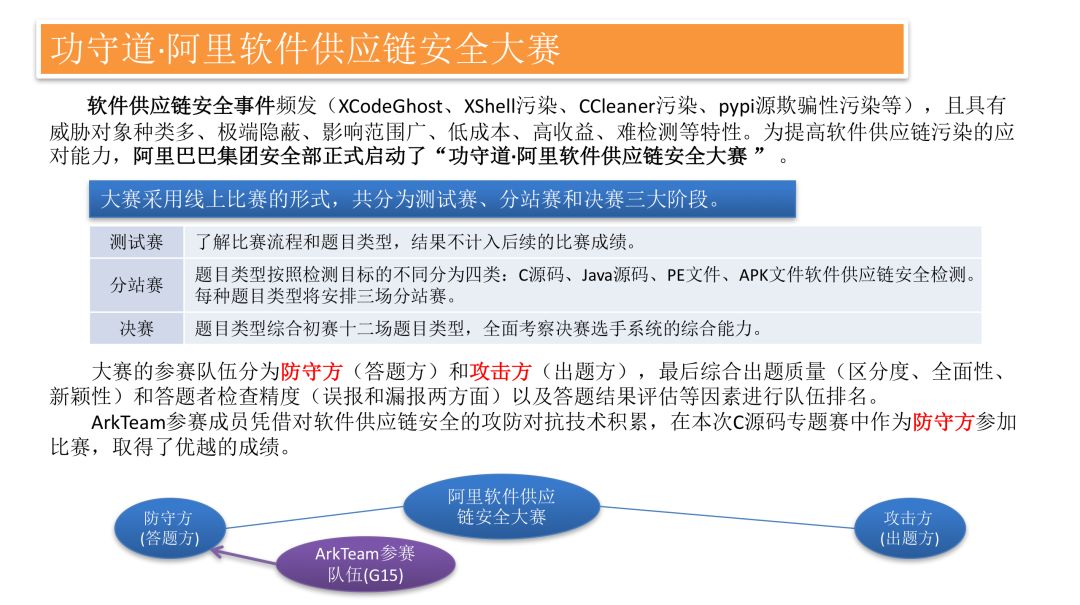 功守道·阿里软件供应链安全大赛
软件供应链安全事件频发（XCodeGhost、XShell污染、CCleaner污染、pypi源欺骗性污染等），且具有
威胁对象种类多、极端隐蔽、影响范围广、低成本、高收益、难检测等特性。为提高软件供应链污染的应
对能力，阿里巴巴集团安全部正式启动了“功守道·阿里软件供应链安全大赛 ” 。
大赛采用线上比赛的形式，共分为测试赛、分站赛和决赛三大阶段。
测试赛 了解比赛流程和题目类型，结果不计入后续的比赛成绩。
分站赛 题目类型按照检测目标的不同分为四类：C源码、Java源码、PE文件、APK文件软件供应链安全检测。
每种题目类型将安排三场分站赛。
决赛 题目类型综合初赛十二场题目类型，全面考察决赛选手系统的综合能力。
大赛的参赛队伍分为防守方（答题方）和攻击方（出题方），最后综合出题质量（区分度、全面性、
新颖性）和答题者检查精度（误报和漏报两方面）以及答题结果评估等因素进行队伍排名。
ArkTeam参赛成员凭借对软件供应链安全的攻防对抗技术积累，在本次C源码专题赛中作为防守方参加
比赛，取得了优越的成绩。
阿里软件供应
链安全大赛
防守方
(答题方)
攻击方
(出题方)
ArkTeam参赛
队伍(G15)